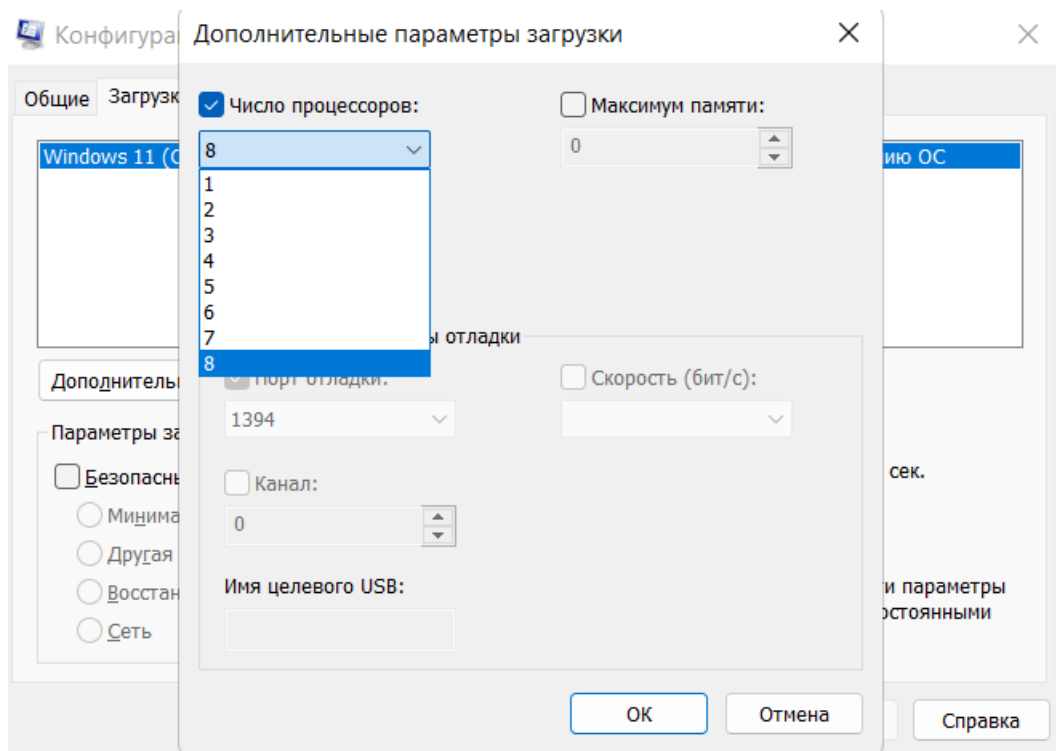 Конфигура
Дополнительные параметры загрузки
Общие
Загрузк
Число процессоров:
Максимум памяти:
8
0
Windows 11 (C
ию ОС
1
2
3
4
5
6
7
8
ы отладки
Порт отладки:
Скорость (бит/с):
1394
Дополнитель
Параметры за
Безопасны
Минима
Другая
Восстан
Сеть
Канал:
0
сек.
Имя целевого USB:
и параметры
остоянными
ОК
Отмена
Справка